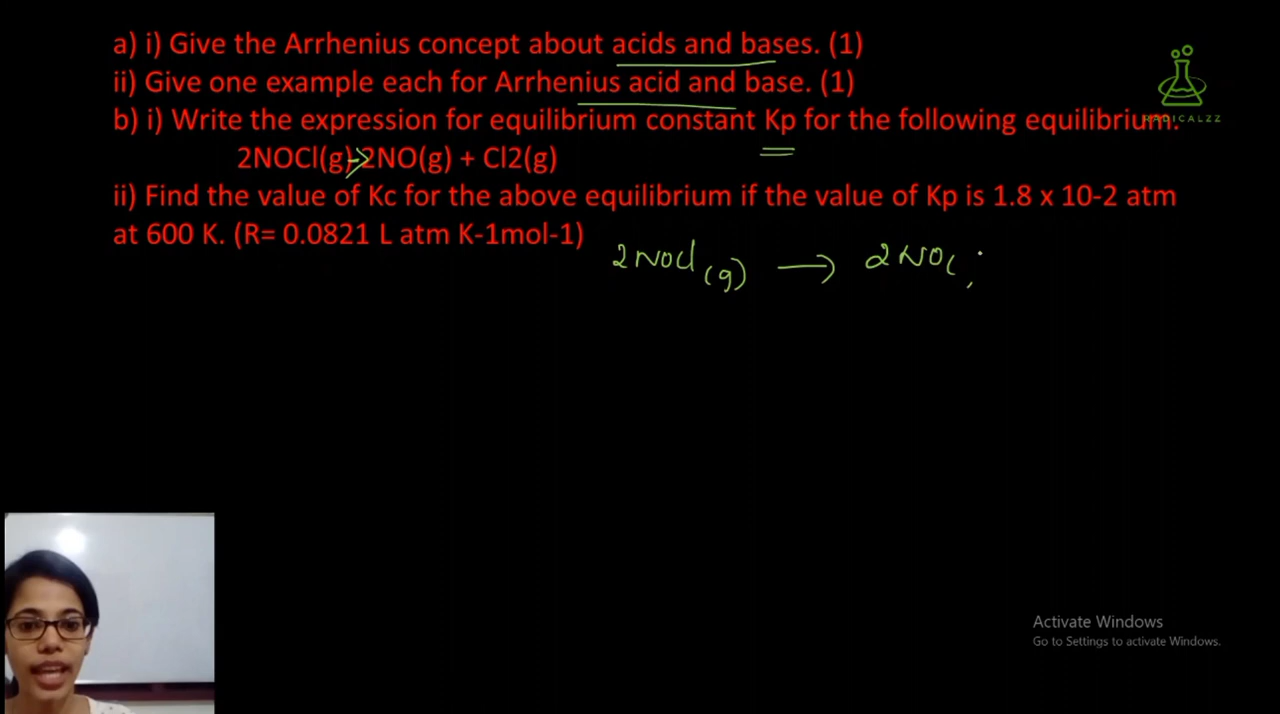 a) i) Give the Arrhenius concept about acids and bases. (1)
ii) Give one example each for Arrhenius acid and base. (1)
b) i) Write the expression for equilibrium constant Kp for the following equilibrium.
2NOCl(g)->2NO(g) + Cl2(g)
ii) Find the value of Kc for the above equilibrium if the value of Kp is 1.8 x 10-2 atm
at 600 K. (R= 0.0821 L atm K-1mol-1)
2NOCl(g) → 2NO(
RADICALZZ
Activate Windows
Go to Settings to activate Windows.